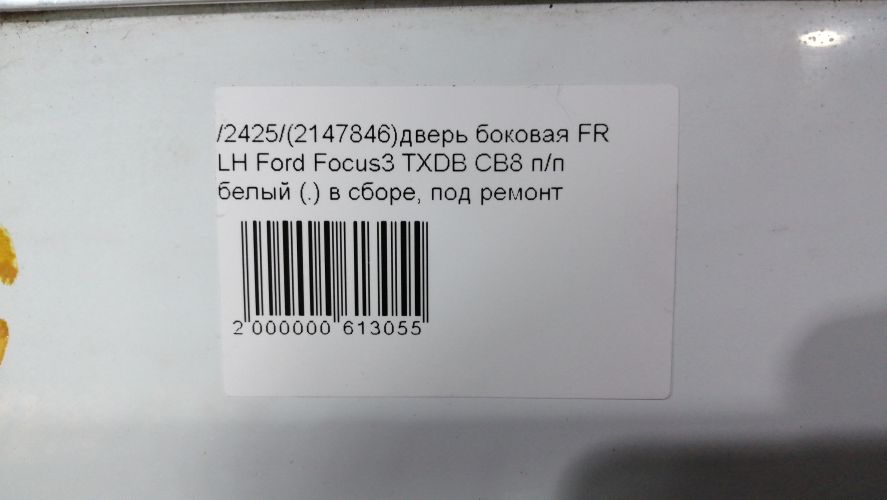 /2425/(2147846)дверь боковая FR
LH Ford Focus3 TXDB CB8 п/п
белый (.) в сборе, под ремонт
2 000000 613055